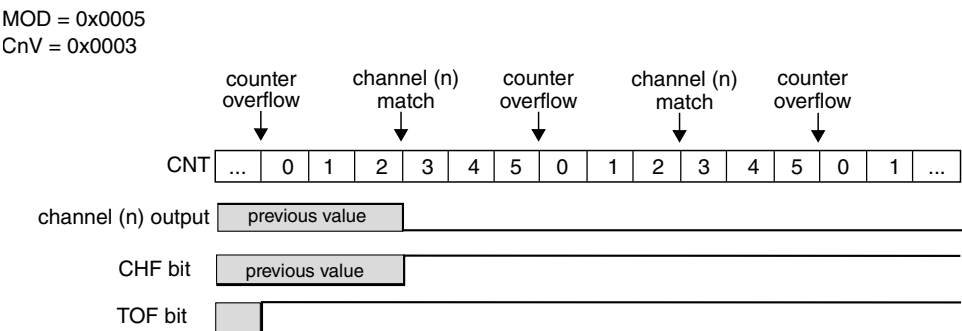 MOD = 0x0005
CnV = 0x0003
counter overflow channel (n) match counter overflow channel (n) match counter overflow
CNT ... 0 1 2 3 4 5 0 1 2 3 4 5 0 1 ...
channel (n) output previous value
CHF bit previous value
TOF bit